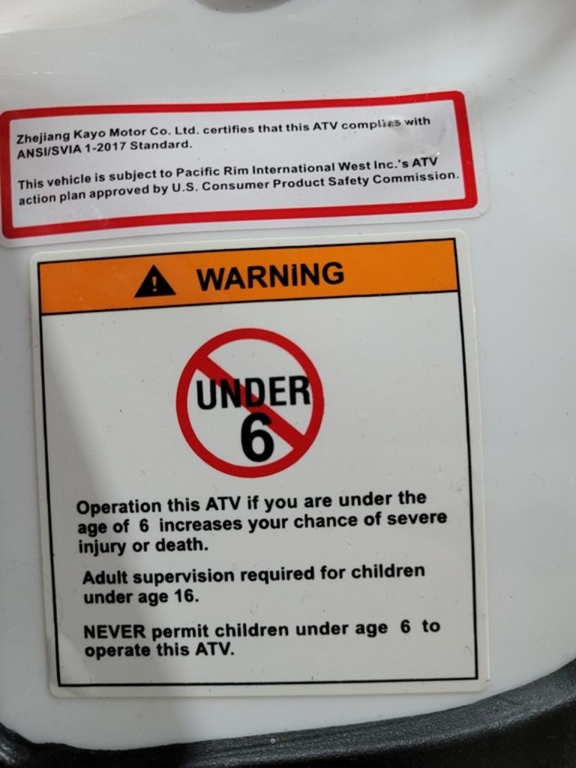 Zhejiang Kayo Motor Co. Ltd. certifies that this ATV complies with
ANSI/SVIA 1-2017 Standard.
This vehicle is subject to Pacific Rim International West Inc.'s ATV
action plan approved by U.S. Consumer Product Safety Commission.
WARNING
UNDER
6
Operation this ATV if you are under the
age of 6 increases your chance of severe
injury or death.
Adult supervision required for children
under age 16.
NEVER permit children under age 6 to
operate this ATV.